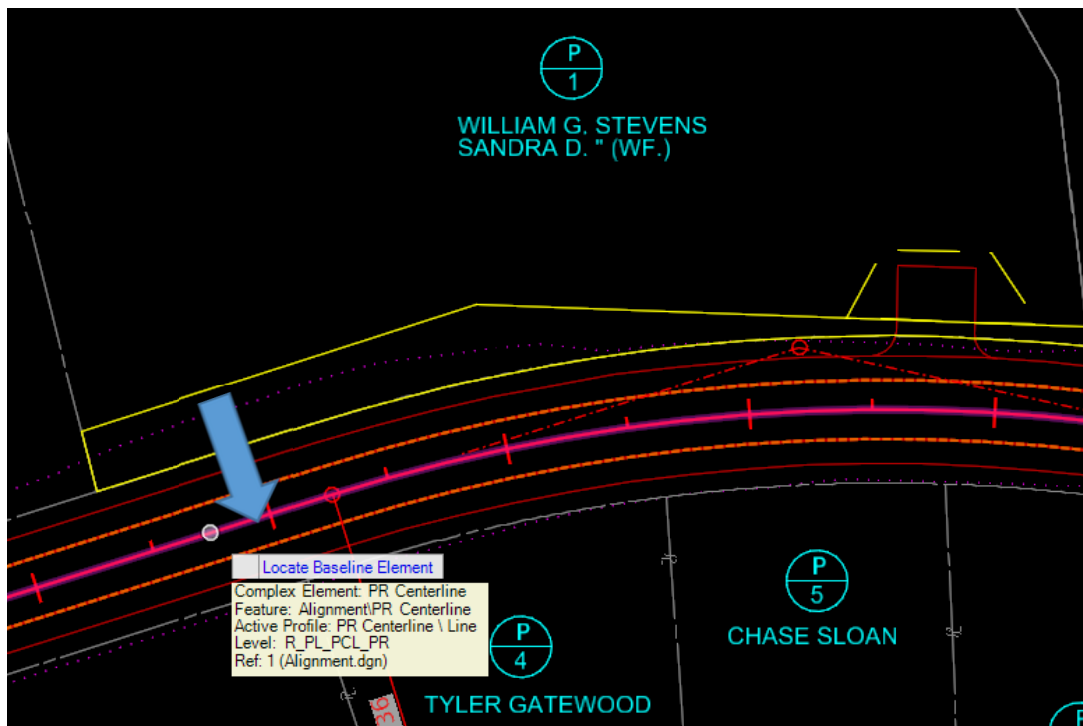 P
1
WILLIAM G. STEVENS
SANDRA D. " (WF.)
Locate Baseline Element
Complex Element: PR Centerline
Feature: Alignment\PR Centerline
Active Profile: PR Centerline \ Line
Level: R_PL_PCL_PR
Ref: 1 (Alignment.dgn)
P
4
TYLER GATEWOOD
P
5
CHASE SLOAN
36
P